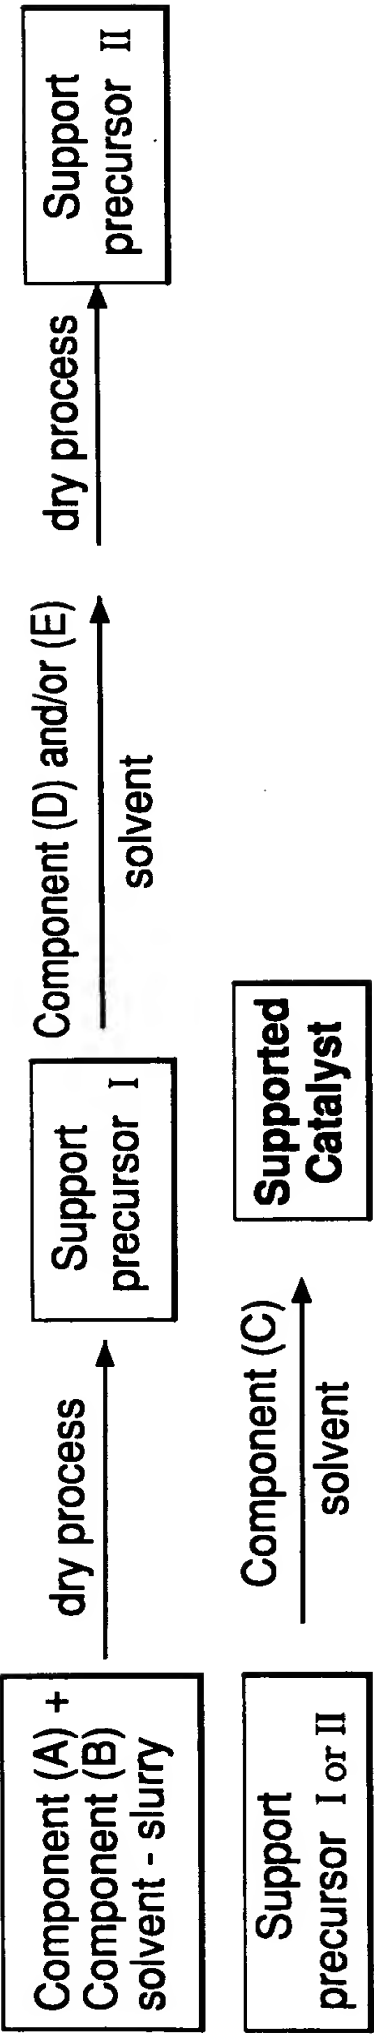 Component (A) +
Component (B)
solvent - slurry
dry process
Support
precursor I
Component (D) and/or (E)
solvent
dry process
Support
precursor II
Support
precursor I or II
Component (C)
solvent
Supported
Catalyst